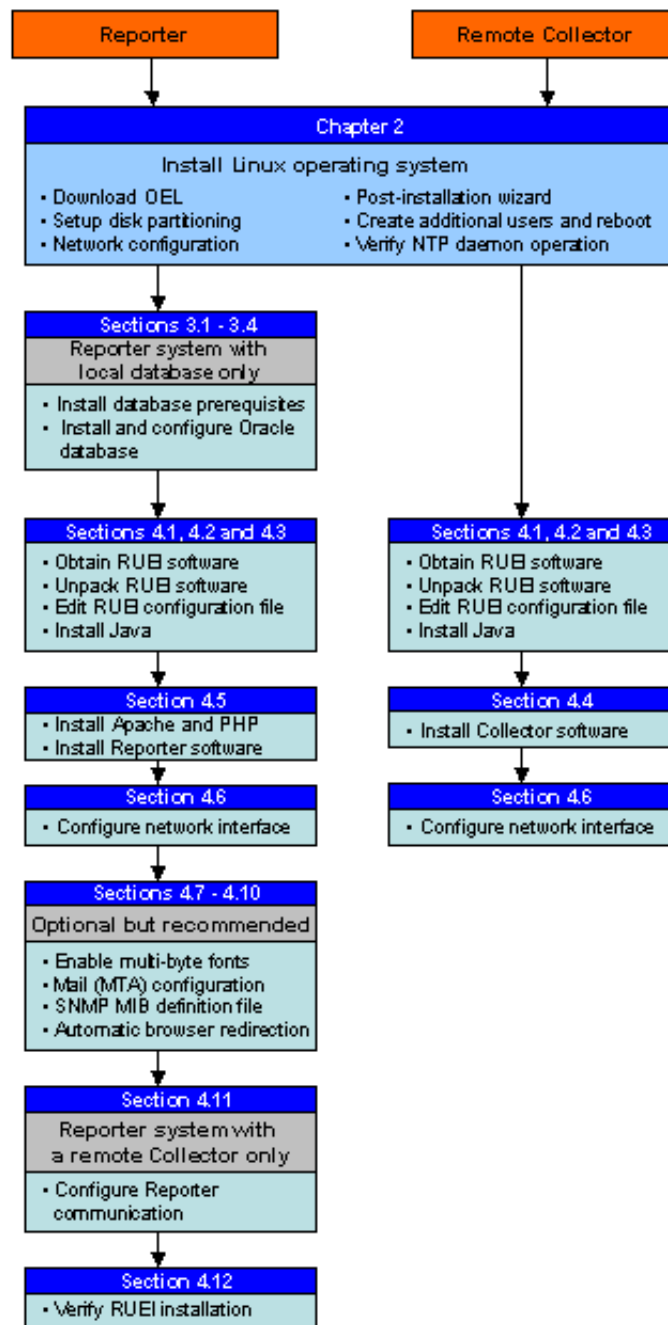 Reporter
Remote Collector
Chapter 2
Install Linux operating system
• Download OEL
• Setup disk partitioning
• Network configuration
• Post-installation wizard
• Create additional users and reboot
• Verify NTP daemon operation
Sections 3.1 - 3.4
Reporter system with
local database only
• Install database prerequisites
• Install and configure Oracle
database
Sections 4.1, 4.2 and 4.3
• Obtain RUEI software
• Unpack RUEI software
• Edit RUEI configuration file
• Install Java
Sections 4.1, 4.2 and 4.3
• Obtain RUEI software
• Unpack RUEI software
• Edit RUEI configuration file
• Install Java
Section 4.5
• Install Apache and PHP
• Install Reporter software
Section 4.4
• Install Collector software
Section 4.6
• Configure network interface
Section 4.6
• Configure network interface
Sections 4.7 - 4.10
Optional but recommended
• Enable multi-byte fonts
• Mail (MTA) configuration
• SNMP MIB definition file
• Automatic browser redirection
Section 4.11
Reporter system with
a remote Collector only
• Configure Reporter
communication
Section 4.12
• Verify RUEI installation